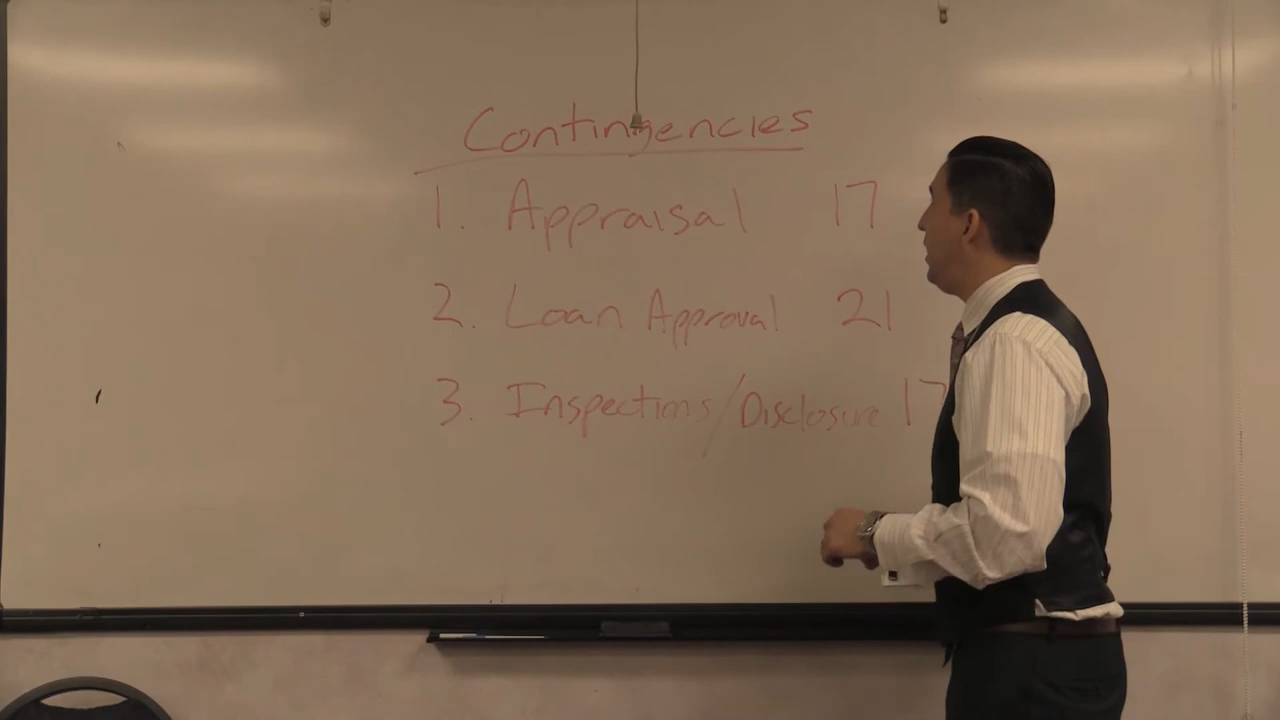 Contingencies
1. Appraisal 17
2. Loan Approval 21
3. Inspections/Disclosure 17